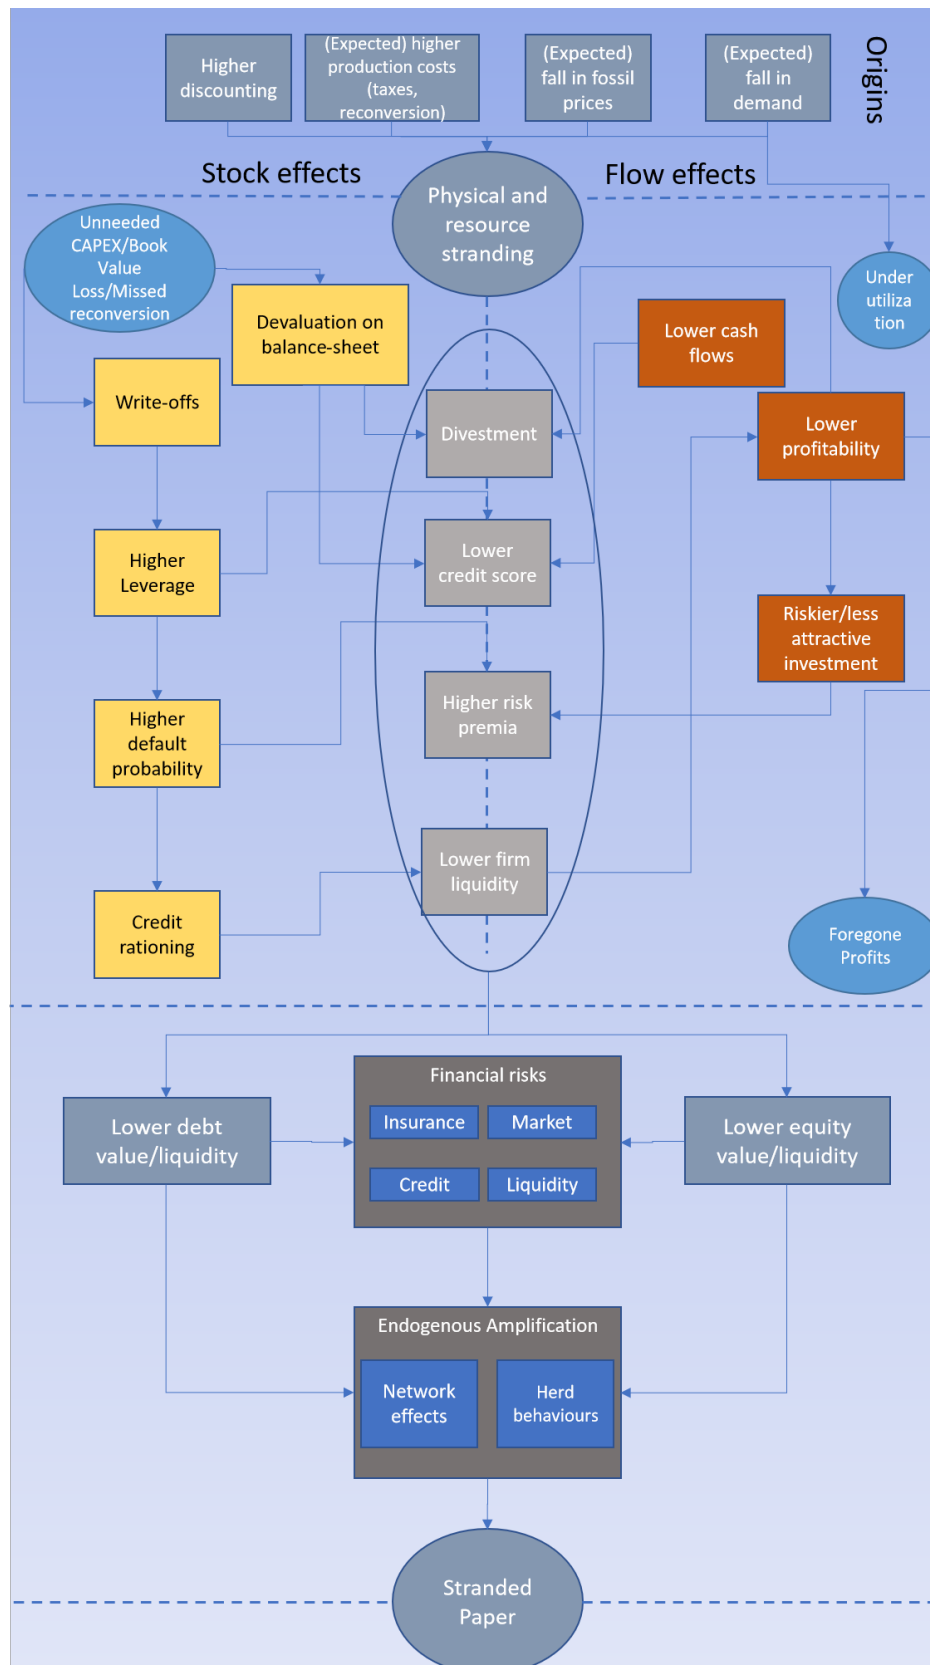 Higher
discounting
(Expected) higher
production costs
(taxes,
reconversion)
(Expected)
fall in fossil
prices
(Expected)
fall in
demand
Origins
Stock effects
Flow effects
Physical and
resource
stranding
Unneeded
CAPEX/Book
Value
Loss/Missed
reconversion
Under
utiliza
tion
Devaluation on
balance-sheet
Lower cash
flows
Write-offs
Divestment
Lower
profitability
Higher
Leverage
Lower
credit score
Riskier/less
attractive
investment
Higher
default
probability
Higher risk
premia
Lower firm
liquidity
Credit
rationing
Foregone
Profits
Financial risks
Insurance
Market
Credit
Liquidity
Lower debt
value/liquidity
Lower equity
value/liquidity
Endogenous Amplification
Network
effects
Herd
behaviours
Stranded
Paper